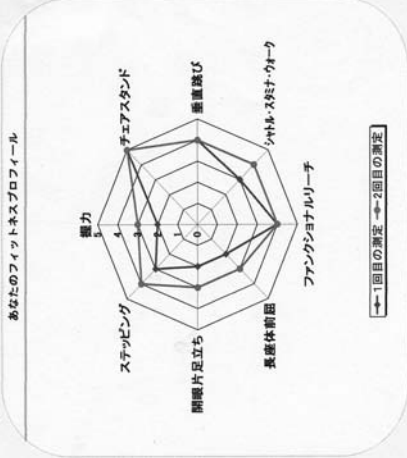 あなたのフィットネスプロフィール
握力
チェアスタンド
垂直跳び
シャトル・スタミナ・ウォーク
ファンクショナルリーチ
長座体前屈
開眼片足立ち
ステッピング
5
4
3
2
1
0
1回目の測定
2回目の測定